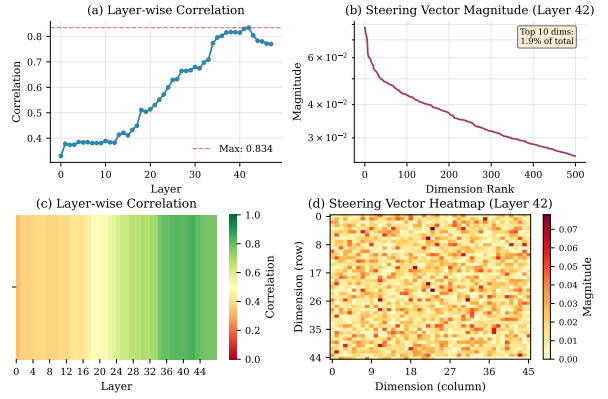 (a) Layer-wise Correlation
Correlation
0.8
0.7
0.6
0.5
0.4
Max: 0.834
0 10 20 30 40
Layer
(b) Steering Vector Magnitude (Layer 42)
Magnitude
6 × 10⁻²
4 × 10⁻²
3 × 10⁻²
Top 10 dims:
1.9% of total
0 100 200 300 400 500
Dimension Rank
(c) Layer-wise Correlation
0 4 8 12 16 20 24 28 32 36 40 44
Layer
1.0
0.8
0.6
0.4
0.2
0.0
Correlation
(d) Steering Vector Heatmap (Layer 42)
Dimension (row)
0
8
17
26
35
44
0 9 18 27 36 45
Dimension (column)
0.07
0.06
0.05
0.04
0.03
0.02
0.01
0.00
Magnitude